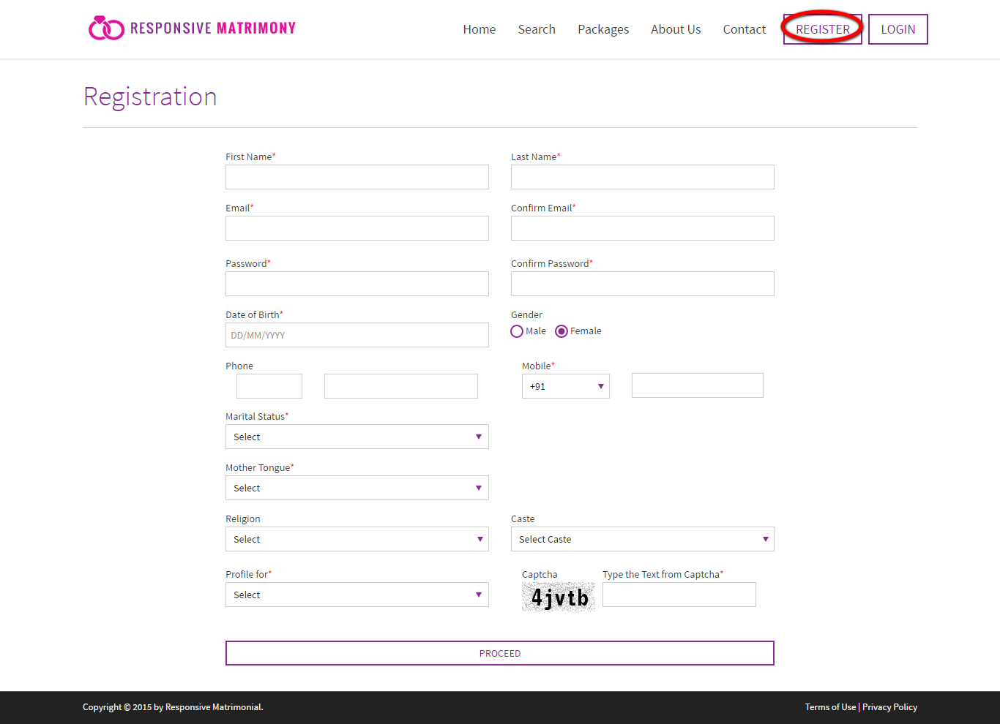 RESPONSIVE MATRIMONY
Home Search Packages About Us Contact REGISTER LOGIN
Registration
First Name* Last Name*
Email* Confirm Email*
Password* Confirm Password*
Date of Birth* Gender
DD/MM/YYYY Male Female
Phone Mobile*
+91
Marital Status*
Select
Mother Tongue*
Select
Religion Caste
Select Select Caste
Profile for* Captcha Type the Text from Captcha*
Select 4jvtb
PROCEED
Copyright © 2015 by Responsive Matrimonial. Terms of Use | Privacy Policy